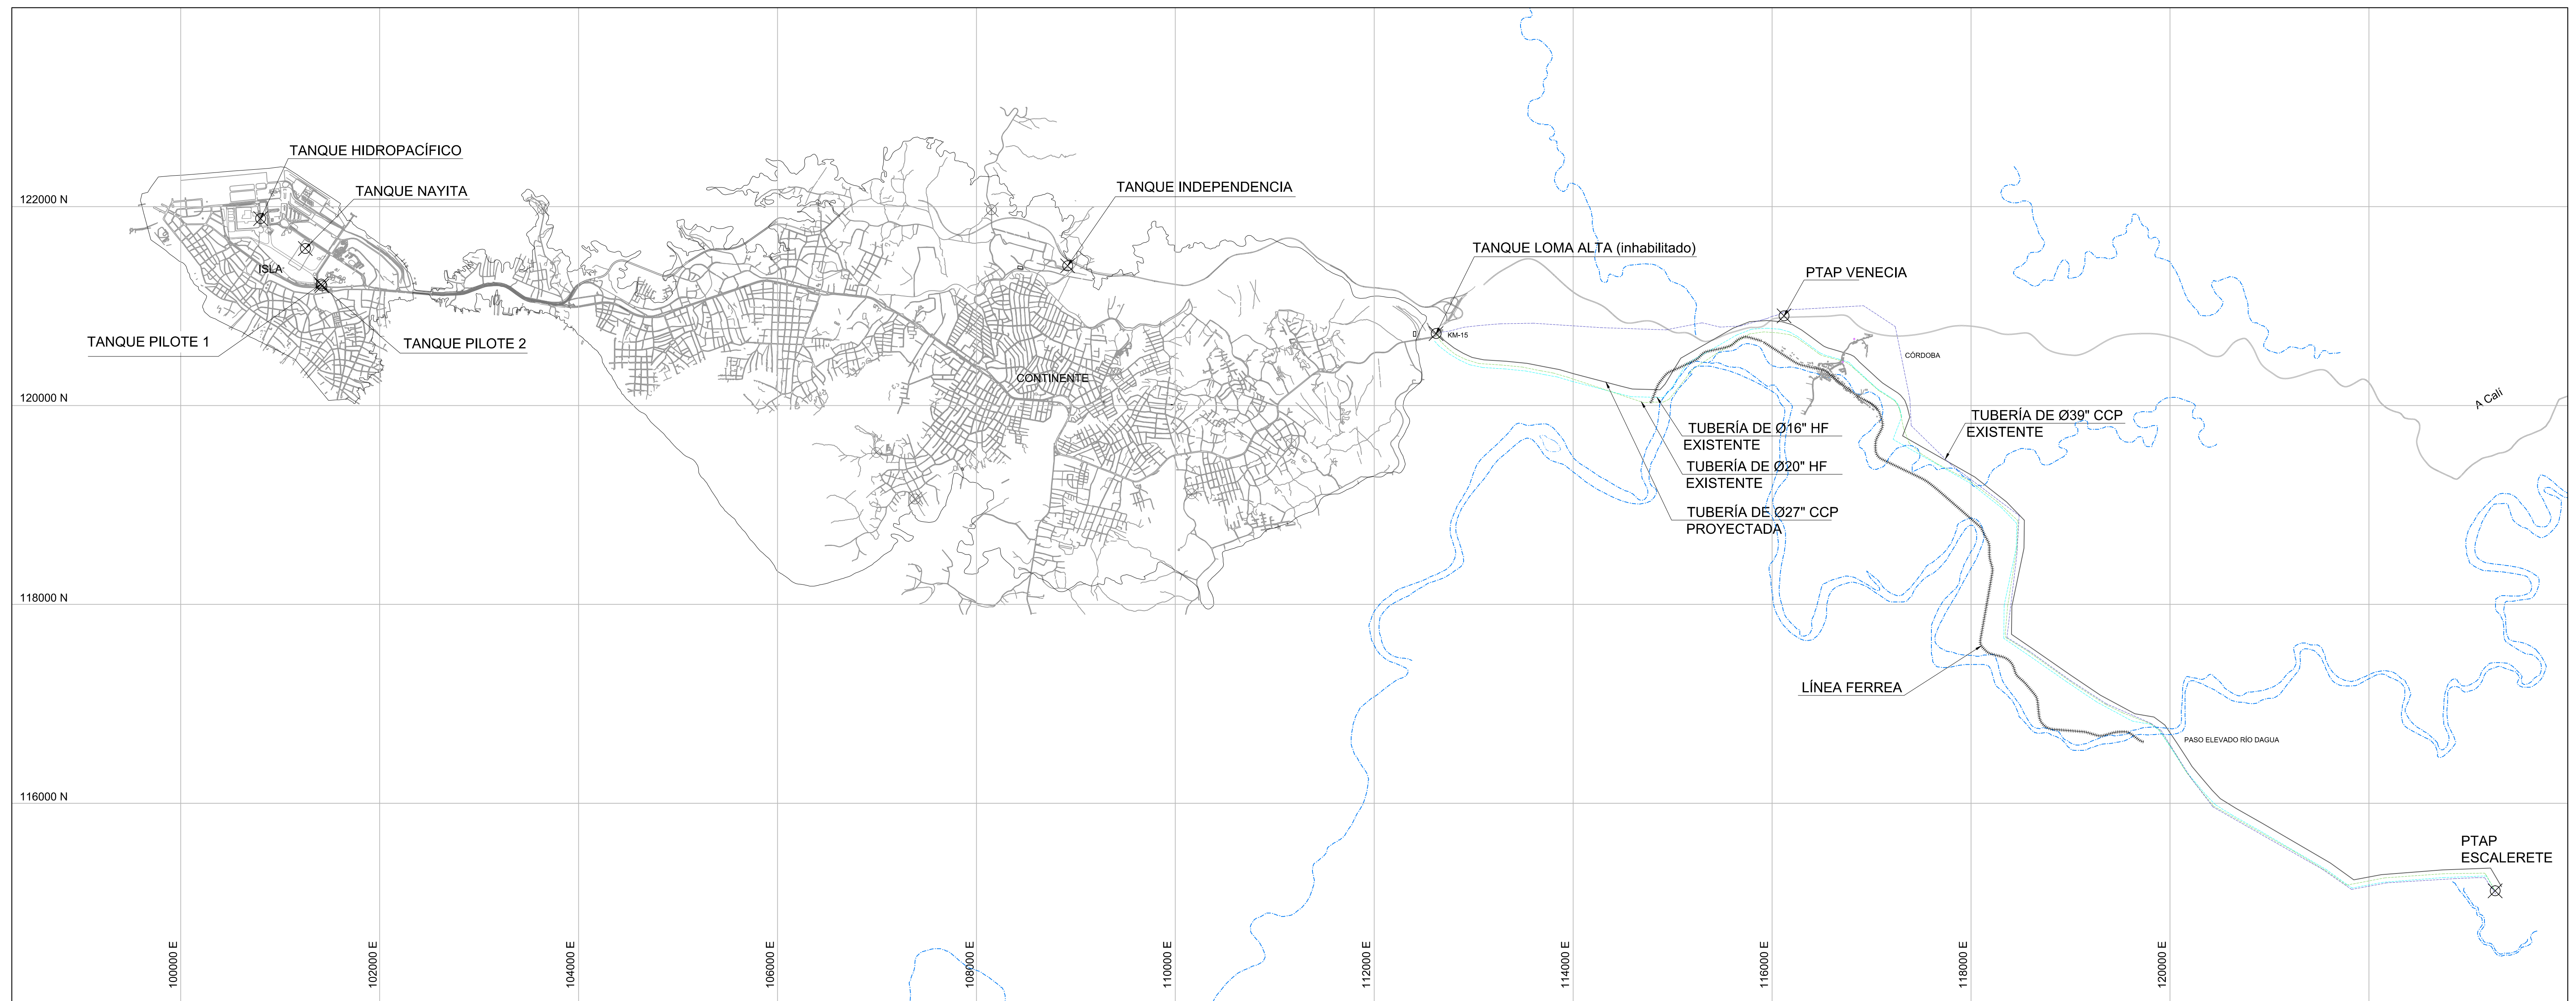 TANQUE HIDROPACÍFICO
TANQUE NAYITA
TANQUE INDEPENDENCIA
122000 N
TANQUE LOMA ALTA (inhabilitado)
ISLA
PTAP VENECIA
TANQUE PILOTE 1
TANQUE PILOTE 2
KM-15
CÓRDOBA
CONTINENTE
120000 N
A Cali
TUBERÍA DE Ø39" CCP
EXISTENTE
TUBERÍA DE Ø16" HF
EXISTENTE
TUBERÍA DE Ø20" HF
EXISTENTE
TUBERÍA DE Ø27" CCP
PROYECTADA
118000 N
LÍNEA FERREA
PASO ELEVADO RÍO DAGUA
116000 N
PTAP
ESCALERETE
100000 E
102000 E
104000 E
106000 E
108000 E
110000 E
112000 E
114000 E
116000 E
118000 E
120000 E